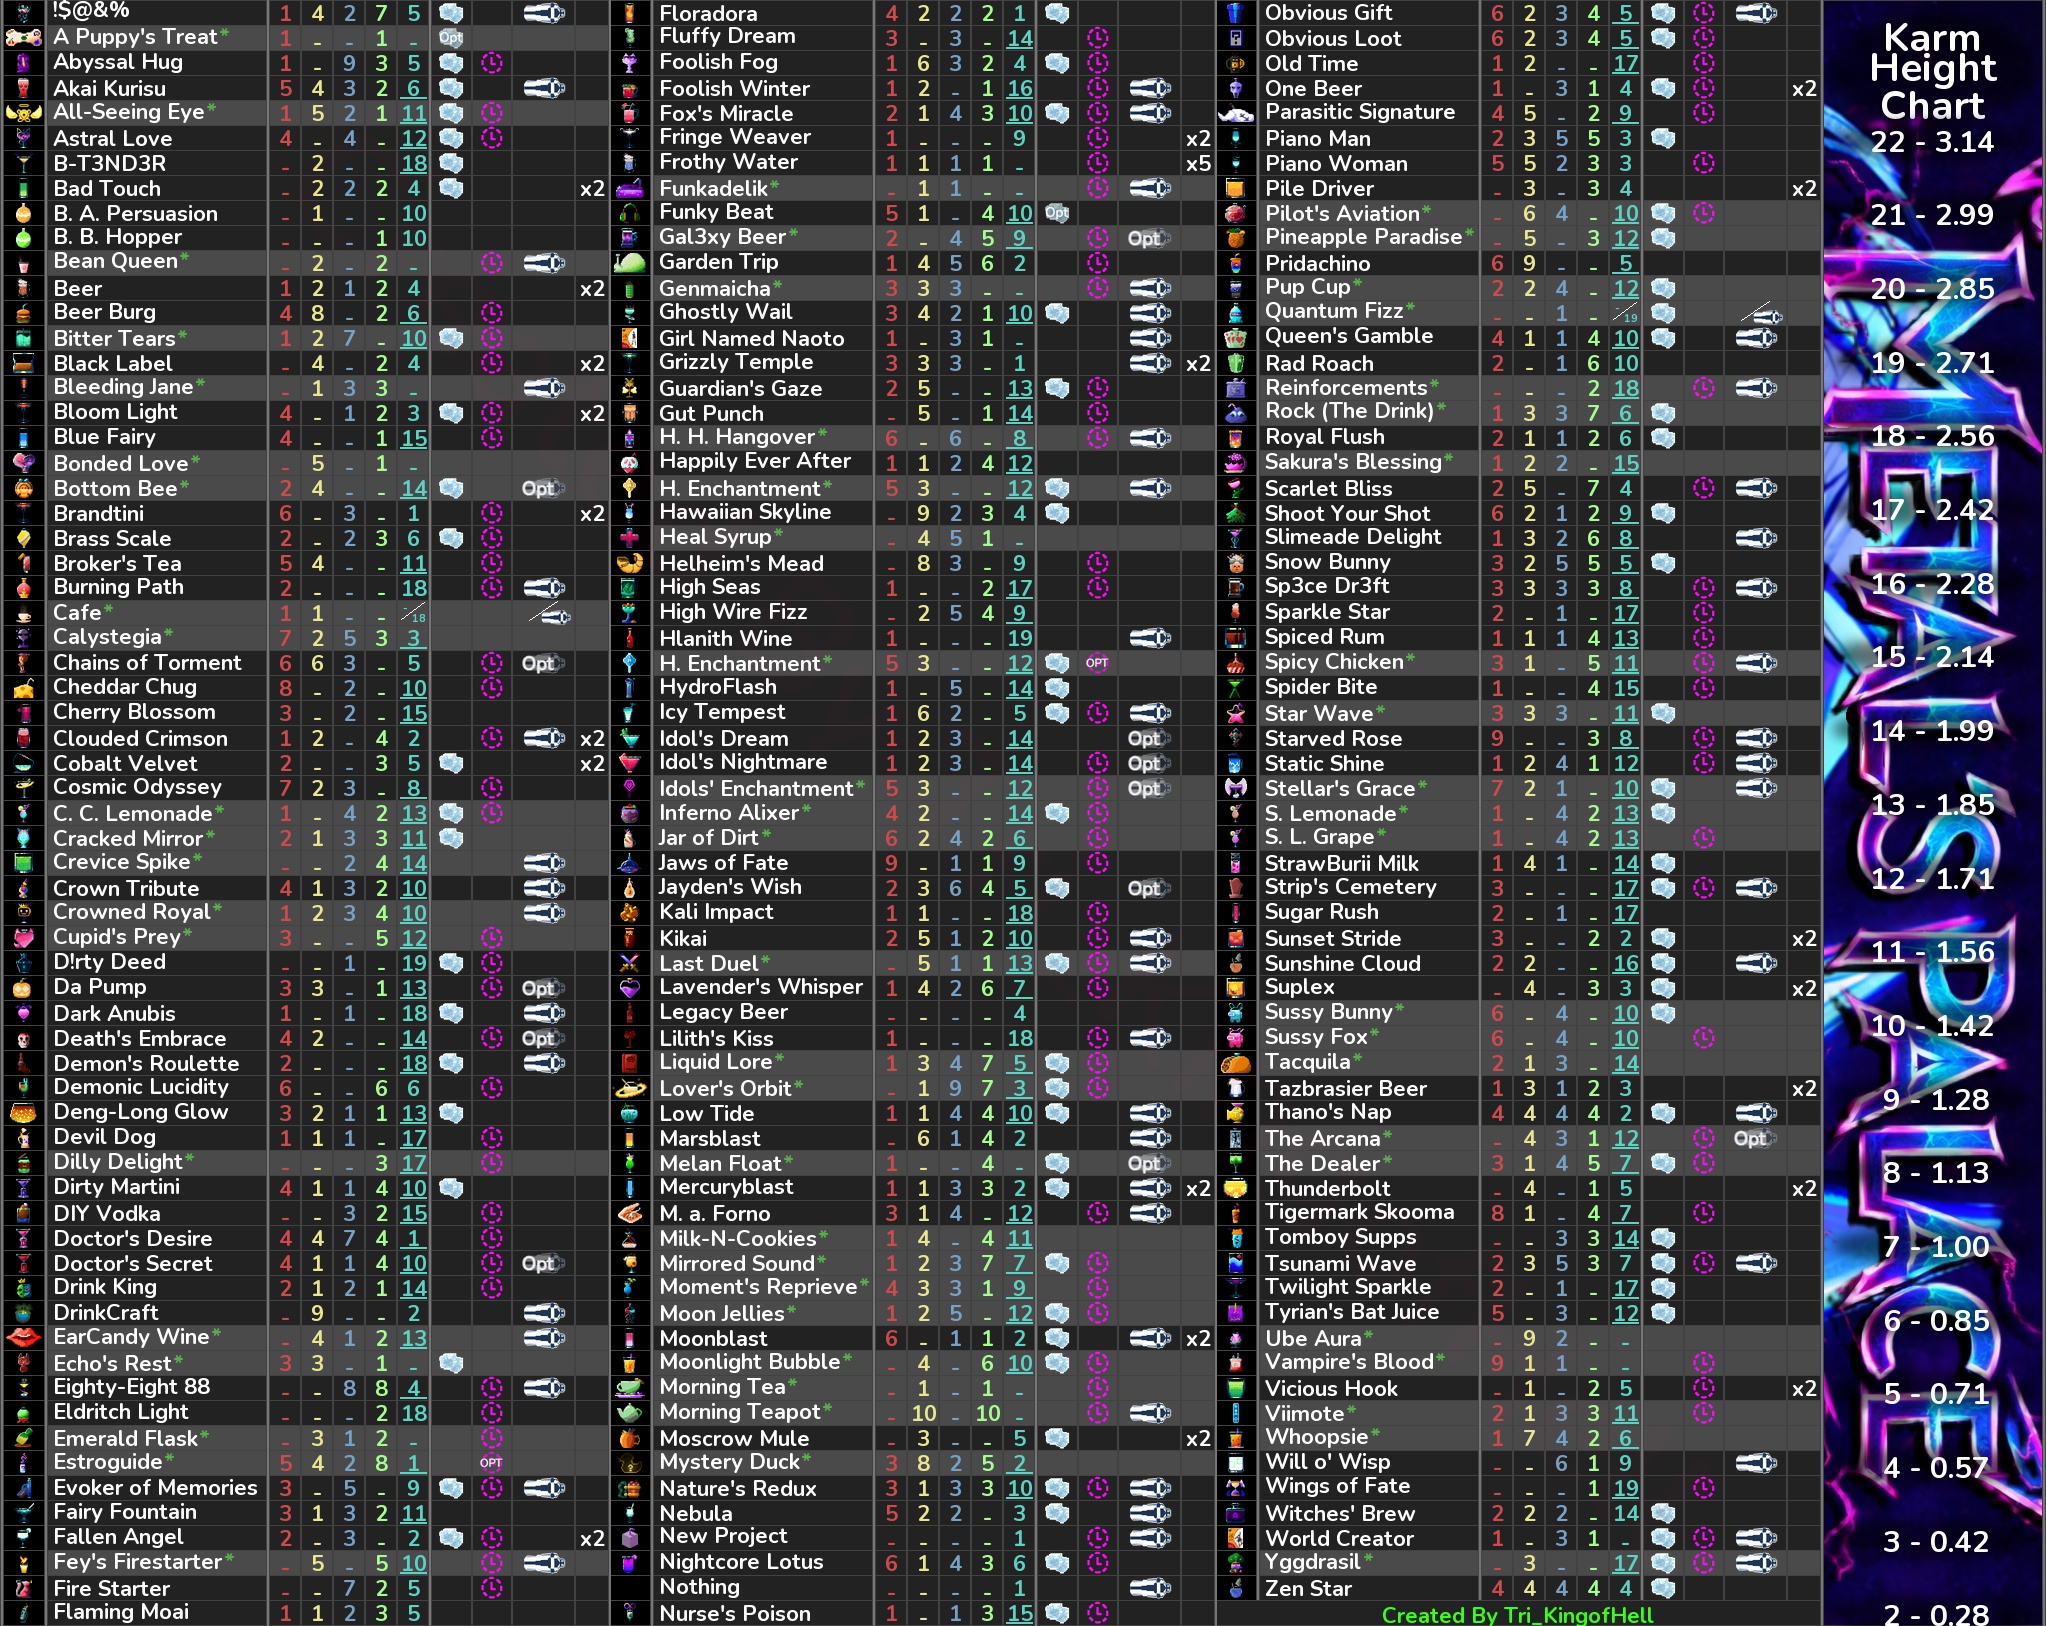 !$@&% 1 4 2 7 5
A Puppy's Treat* 1 - - 1 - Opt
Abyssal Hug 1 - 9 3 5
Akai Kurisu 5 4 3 2 6
All-Seeing Eye* 1 5 2 1 11
Astral Love 4 - 4 - 12
B-T3ND3R - 2 - - 18
Bad Touch - 2 2 2 4 x2
B. A. Persuasion - 1 - - 10
B. B. Hopper - - - 1 10
Bean Queen* - 2 - 2 -
Beer 1 2 1 2 4 x2
Beer Burg 4 8 - 2 6
Bitter Tears* 1 2 7 - 10
Black Label - 4 - 2 4 x2
Bleeding Jane* - 1 3 3 -
Bloom Light 4 - 1 2 3 x2
Blue Fairy 4 - - 1 15
Bonded Love* - 5 - 1 -
Bottom Bee* 2 4 - - 14 Opt
Brandtini 6 - 3 - 1 x2
Brass Scale 2 - 2 3 6
Broker's Tea 5 4 - - 11
Burning Path 2 - - - 18
Cafe* 1 1 - - -/18
Calystegia* 7 2 5 3 3
Chains of Torment 6 6 3 - 5 Opt
Cheddar Chug 8 - 2 - 10
Cherry Blossom 3 - 2 - 15
Clouded Crimson 1 2 - 4 2 x2
Cobalt Velvet 2 - - 3 5 x2
Cosmic Odyssey 7 2 3 - 8
C. C. Lemonade* 1 - 4 2 13
Cracked Mirror* 2 1 3 3 11
Crevice Spike* - - 2 4 14
Crown Tribute 4 1 3 2 10
Crowned Royal* 1 2 3 4 10
Cupid's Prey* 3 - - 5 12
D!rty Deed - - 1 - 19
Da Pump 3 3 - 1 13 Opt
Dark Anubis 1 - 1 - 18
Death's Embrace 4 2 - - 14 Opt
Demon's Roulette 2 - - - 18
Demonic Lucidity 6 - - 6 6
Deng-Long Glow 3 2 1 1 13
Devil Dog 1 1 1 - 17
Dilly Delight* - - - 3 17
Dirty Martini 4 1 1 4 10
DIY Vodka - - 3 2 15
Doctor's Desire 4 4 7 4 1
Doctor's Secret 4 1 1 4 10 Opt
Drink King 2 1 2 1 14
DrinkCraft - 9 - - 2
EarCandy Wine* - 4 1 2 13
Echo's Rest* 3 3 - 1 -
Eighty-Eight 88 - - 8 8 4
Eldritch Light - - - 2 18
Emerald Flask* - 3 1 2 -
Estroguide* 5 4 2 8 1 OPT
Evoker of Memories 3 - 5 - 9
Fairy Fountain 3 1 3 2 11
Fallen Angel 2 - 3 - 2 x2
Fey's Firestarter* - 5 - 5 10
Fire Starter - - 7 2 5
Flaming Moai 1 1 2 3 5
Floradora 4 2 2 2 1
Fluffy Dream 3 - 3 - 14
Foolish Fog 1 6 3 2 4
Foolish Winter 1 2 - 1 16
Fox's Miracle 2 1 4 3 10
Fringe Weaver 1 - - - 9 x2
Frothy Water 1 1 1 1 - x5
Funkadelik* - 1 1 - -
Funky Beat 5 1 - 4 10 Opt
Gal3xy Beer* 2 - 4 5 9 Opt
Garden Trip 1 4 5 6 2
Genmaicha* 3 3 3 - -
Ghostly Wail 3 4 2 1 10
Girl Named Naoto 1 - 3 1 -
Grizzly Temple 3 3 3 - 1 x2
Guardian's Gaze 2 5 - - 13
Gut Punch - 5 - 1 14
H. H. Hangover* 6 - 6 - 8
Happily Ever After 1 1 2 4 12
H. Enchantment* 5 3 - - 12
Hawaiian Skyline - 9 2 3 4
Heal Syrup* - 4 5 1 -
Helheim's Mead - 8 3 - 9
High Seas 1 - - 2 17
High Wire Fizz - 2 5 4 9
Hlanith Wine 1 - - - 19
H. Enchantment* 5 3 - - 12 OPT
HydroFlash 1 - 5 - 14
Icy Tempest 1 6 2 - 5
Idol's Dream 1 2 3 - 14 Opt
Idol's Nightmare 1 2 3 - 14 Opt
Idols' Enchantment* 5 3 - - 12 Opt
Inferno Alixer* 4 2 - - 14
Jar of Dirt* 6 2 4 2 6
Jaws of Fate 9 - 1 1 9
Jayden's Wish 2 3 6 4 5 Opt
Kali Impact 1 1 - - 18
Kikai 2 5 1 2 10
Last Duel* - 5 1 1 13
Lavender's Whisper 1 4 2 6 7
Legacy Beer - - - - 4
Lilith's Kiss 1 - - - 18
Liquid Lore* 1 3 4 7 5
Lover's Orbit* - 1 9 7 3
Low Tide 1 1 4 4 10
Marsblast - 6 1 4 2
Melan Float* 1 - - 4 - Opt
Mercuryblast 1 1 3 3 2 x2
M. a. Forno 3 1 4 - 12
Milk-N-Cookies* 1 4 - 4 11
Mirrored Sound* 1 2 3 7 7
Moment's Reprieve* 4 3 3 1 9
Moon Jellies* 1 2 5 - 12
Moonblast 6 - 1 1 2 x2
Moonlight Bubble* - 4 - 6 10
Morning Tea* - 1 - 1 -
Morning Teapot* - 10 - 10 -
Moscrow Mule - 3 - - 5 x2
Mystery Duck* 3 8 2 5 2
Nature's Redux 3 1 3 3 10
Nebula 5 2 2 - 3
New Project - - - - 1
Nightcore Lotus 6 1 4 3 6
Nothing - - - - 1
Nurse's Poison 1 - 1 3 15
Obvious Gift 6 2 3 4 5
Obvious Loot 6 2 3 4 5
Old Time 1 2 - - 17
One Beer 1 - 3 1 4 x2
Parasitic Signature 4 5 - 2 9
Piano Man 2 3 5 5 3
Piano Woman 5 5 2 3 3
Pile Driver - 3 - 3 4 x2
Pilot's Aviation* - 6 4 - 10
Pineapple Paradise* - 5 - 3 12
Pridachino 6 9 - - 5
Pup Cup* 2 2 4 - 12
Quantum Fizz* - - 1 - -/19
Queen's Gamble 4 1 1 4 10
Rad Roach 2 - 1 6 10
Reinforcements* - - - 2 18
Rock (The Drink)* 1 3 3 7 6
Royal Flush 2 1 1 2 6
Sakura's Blessing* 1 2 2 - 15
Scarlet Bliss 2 5 - 7 4
Shoot Your Shot 6 2 1 2 9
Slimeade Delight 1 3 2 6 8
Snow Bunny 3 2 5 5 5
Sp3ce Dr3ft 3 3 3 3 8
Sparkle Star 2 - 1 - 17
Spiced Rum 1 1 1 4 13
Spicy Chicken* 3 1 - 5 11
Spider Bite 1 - - 4 15
Star Wave* 3 3 3 - 11
Starved Rose 9 - - 3 8
Static Shine 1 2 4 1 12
Stellar's Grace* 7 2 1 - 10
S. Lemonade* 1 - 4 2 13
S. L. Grape* 1 - 4 2 13
StrawBurii Milk 1 4 1 - 14
Strip's Cemetery 3 - - - 17
Sugar Rush 2 - 1 - 17
Sunset Stride 3 - - 2 2 x2
Sunshine Cloud 2 2 - - 16
Suplex - 4 - 3 3 x2
Sussy Bunny* 6 - 4 - 10
Sussy Fox* 6 - 4 - 10
Tacquila* 2 1 3 - 14
Tazbrasier Beer 1 3 1 2 3 x2
Thano's Nap 4 4 4 4 2
The Arcana* - 4 3 1 12 Opt
The Dealer* 3 1 4 5 7
Thunderbolt - 4 - 1 5 x2
Tigermark Skooma 8 1 - 4 7
Tomboy Supps - - 3 3 14
Tsunami Wave 2 3 5 3 7
Twilight Sparkle 2 - 1 - 17
Tyrian's Bat Juice 5 - 3 - 12
Ube Aura* - 9 2 - -
Vampire's Blood* 9 1 1 - -
Vicious Hook - 1 - 2 5 x2
Viimote* 2 1 3 3 11
Whoopsie* 1 7 4 2 6
Will o' Wisp - - 6 1 9
Wings of Fate - - - 1 19
Witches' Brew 2 2 2 - 14
World Creator 1 - 3 1 -
Yggdrasil* - 3 - - 17
Zen Star 4 4 4 4 4
Created By Tri_KingofHell
Karm
Height
Chart
22 - 3.14
21 - 2.99
20 - 2.85
19 - 2.71
18 - 2.56
17 - 2.42
16 - 2.28
15 - 2.14
14 - 1.99
13 - 1.85
12 - 1.71
11 - 1.56
10 - 1.42
9 - 1.28
8 - 1.13
7 - 1.00
6 - 0.85
5 - 0.71
4 - 0.57
3 - 0.42
2 - 0.28
IMETAL'S PALACE